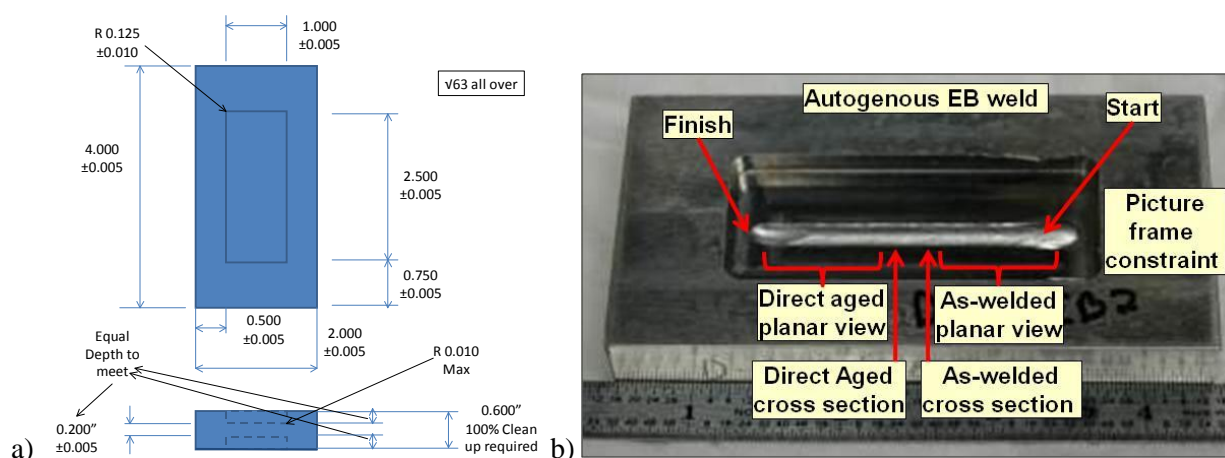 R 0.125
±0.010
1.000
±0.005
√63 all over
4.000
±0.005
2.500
±0.005
0.750
±0.005
0.500
±0.005
2.000
±0.005
Equal
Depth to
meet
R 0.010
Max
0.200”
±0.005
0.600”
100% Clean
up required
a)
Autogenous EB weld
Finish
Start
Picture
frame
constraint
Direct aged
planar view
As-welded
planar view
EB2
Direct Aged
cross section
As-welded
cross section
1
4
b)